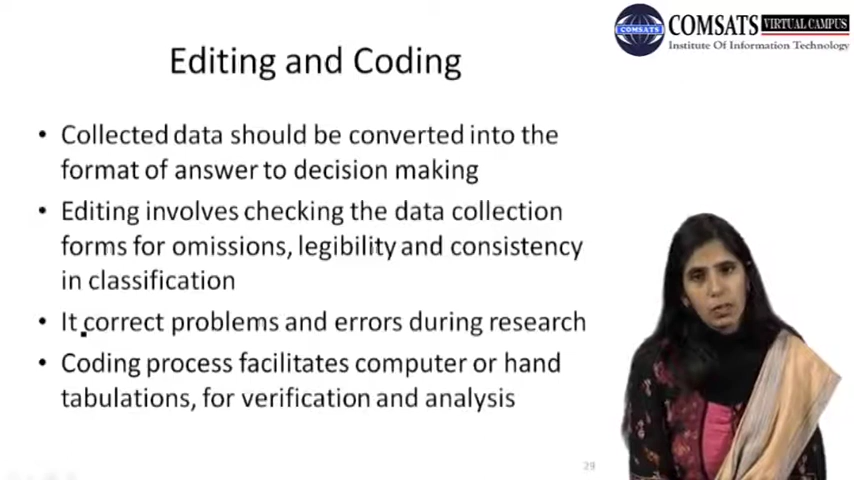 COMSATS
COMSATS VIRTUAL CAMPUS
Institute Of Information Technology
Editing and Coding
• Collected data should be converted into the
format of answer to decision making
• Editing involves checking the data collection
forms for omissions, legibility and consistency
in classification
• It correct problems and errors during research
• Coding process facilitates computer or hand
tabulations, for verification and analysis
29